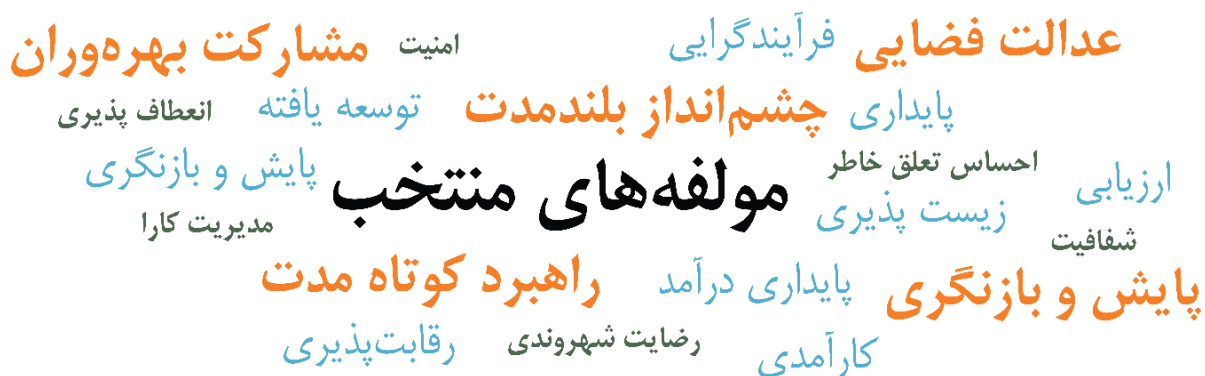 عدالت فضایی فرآیندگرایی امنیت مشارکت بهره‌وران
پایداری چشم‌انداز بلندمدت توسعه یافته انعطاف پذیری
ارزیابی احساس تعلق خاطر مولفه‌های منتخب پایش و بازنگری
زیست پذیری شفافیت مدیریت کارا
پایش و بازنگری پایداری درآمد راهبرد کوتاه مدت
کارآمدی رضایت شهروندی رقابت‌پذیری